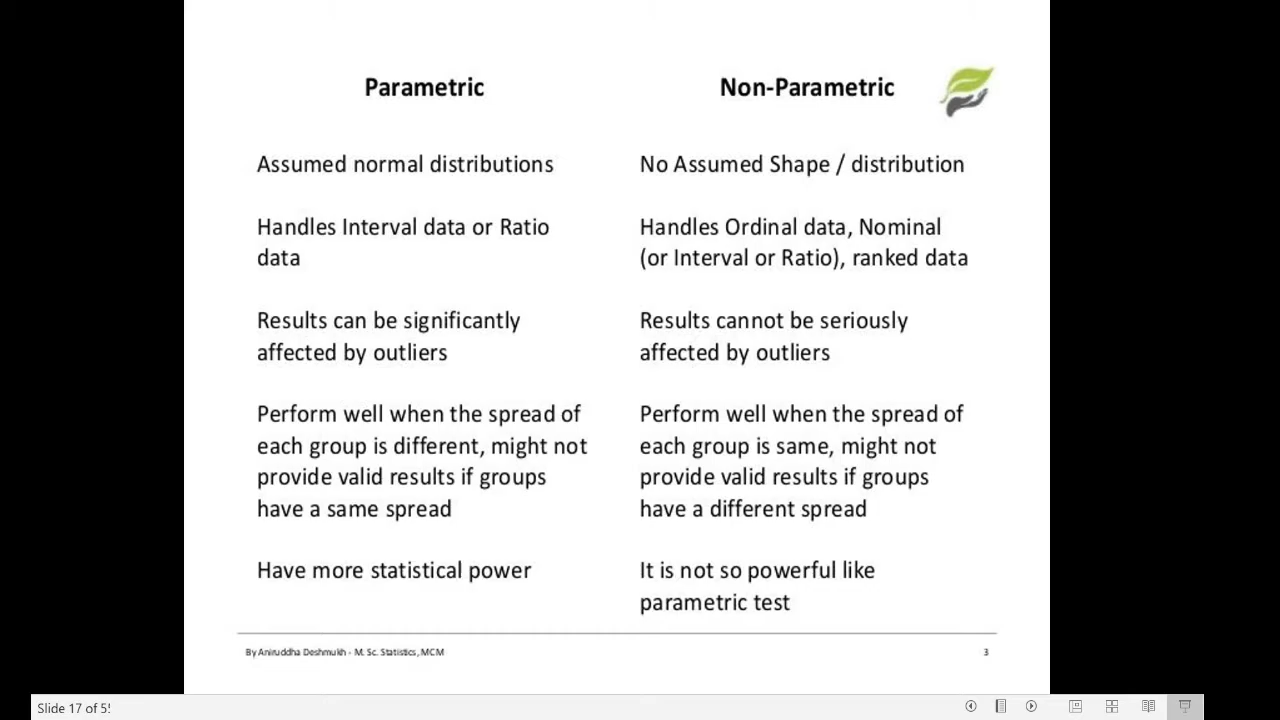 Parametric
Non-Parametric
Assumed normal distributions
No Assumed Shape / distribution
Handles Interval data or Ratio
data
Handles Ordinal data, Nominal
(or Interval or Ratio), ranked data
Results can be significantly
affected by outliers
Results cannot be seriously
affected by outliers
Perform well when the spread of
each group is different, might not
provide valid results if groups
have a same spread
Perform well when the spread of
each group is same, might not
provide valid results if groups
have a different spread
Have more statistical power
It is not so powerful like
parametric test
By Aniruddha Deshmukh - M. Sc. Statistics, MCM
3
Slide 17 of 5